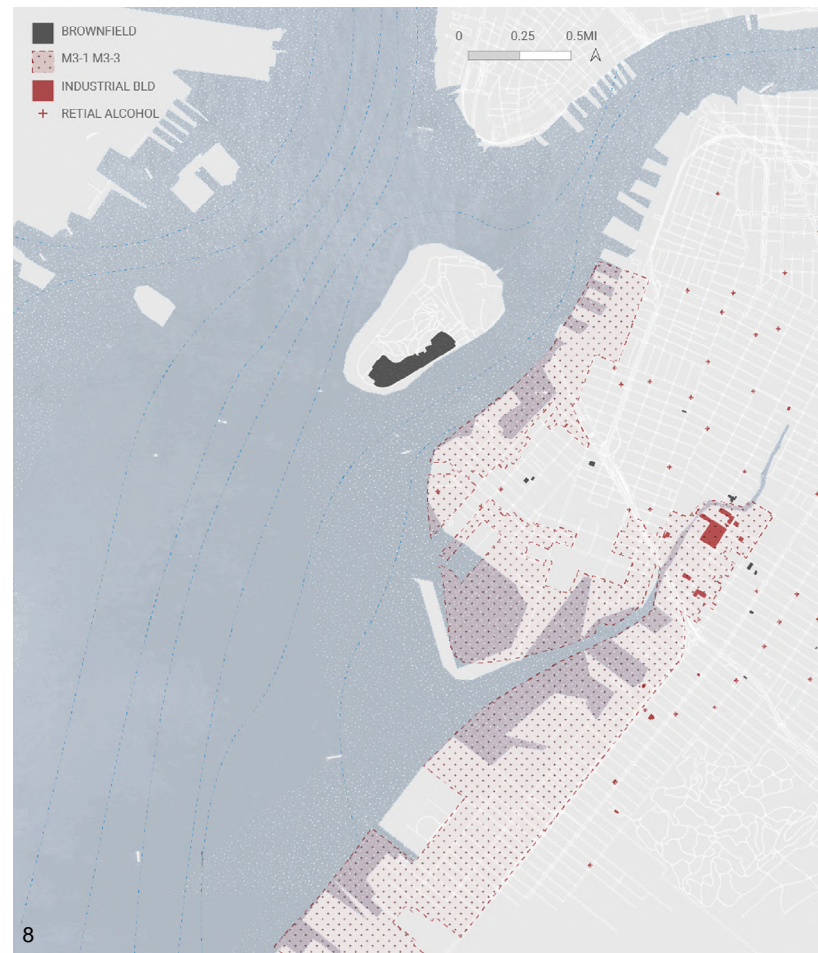 BROWNFIELD
M3-1 M3-3
INDUSTRIAL BLD
RETIAL ALCOHOL
0 0.25 0.5MI
8